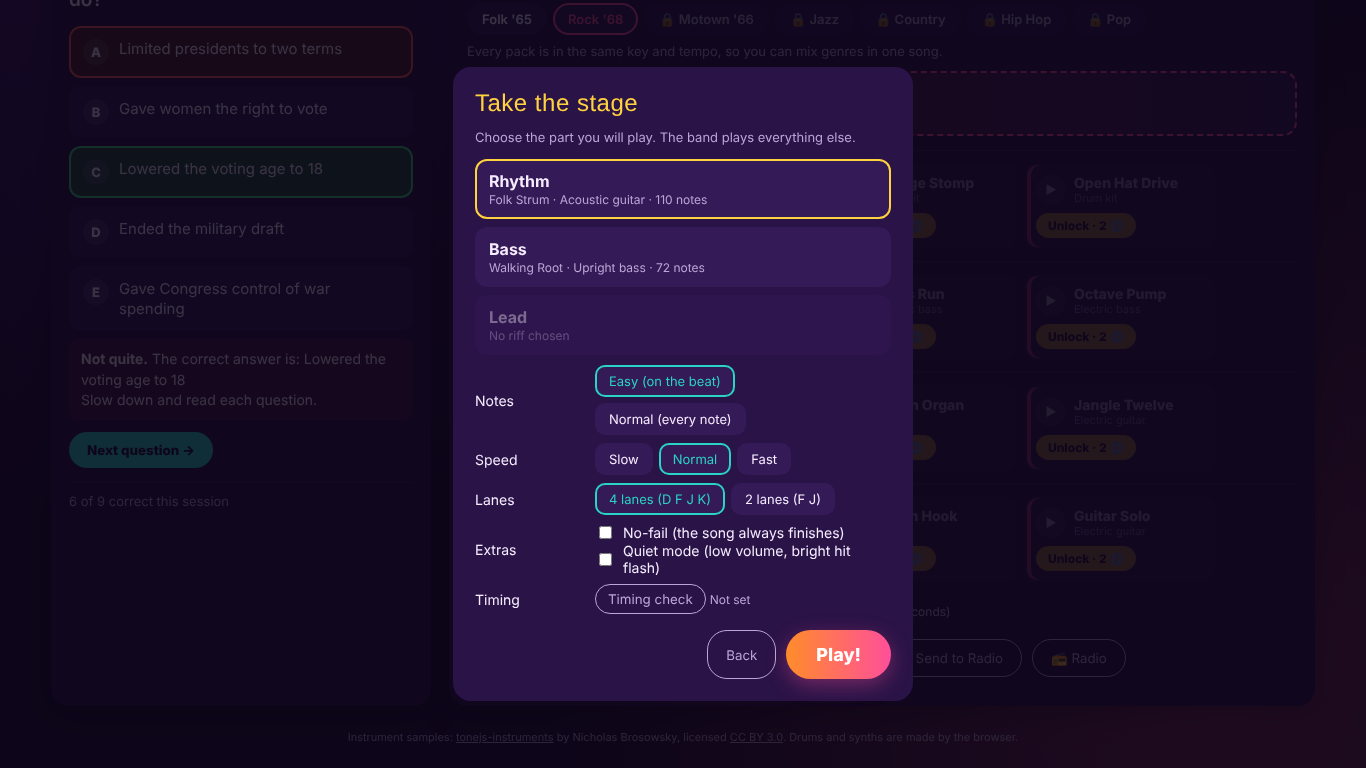 do?
A Limited presidents to two terms
B Gave women the right to vote
C Lowered the voting age to 18
D Ended the military draft
E Gave Congress control of war
spending
Not quite. The correct answer is: Lowered the
voting age to 18
Slow down and read each question.
Next question →
6 of 9 correct this session
Folk '65 Rock '68 🔒 Motown '66 🔒 Jazz 🔒 Country 🔒 Hip Hop 🔒 Pop
Every pack is in the same key and tempo, so you can mix genres in one song.
Take the stage
Choose the part you will play. The band plays everything else.
Rhythm
Folk Strum · Acoustic guitar · 110 notes
Bass
Walking Root · Upright bass · 72 notes
Lead
No riff chosen
Notes
Easy (on the beat)
Normal (every note)
Speed Slow Normal Fast
Lanes 4 lanes (D F J K) 2 lanes (F J)
Extras
No-fail (the song always finishes)
Quiet mode (low volume, bright hit
flash)
Timing Timing check Not set
Back Play!
Stomp
Open Hat Drive
Drum kit
Unlock · 2
Run
Octave Pump
bass
Electric bass
Unlock · 2
Organ
Jangle Twelve
Electric guitar
Unlock · 2
Hook
Guitar Solo
Electric guitar
Unlock · 2
conds)
Send to Radio 📻 Radio
Instrument samples: tonejs-instruments by Nicholas Brosowsky, licensed CC BY 3.0. Drums and synths are made by the browser.